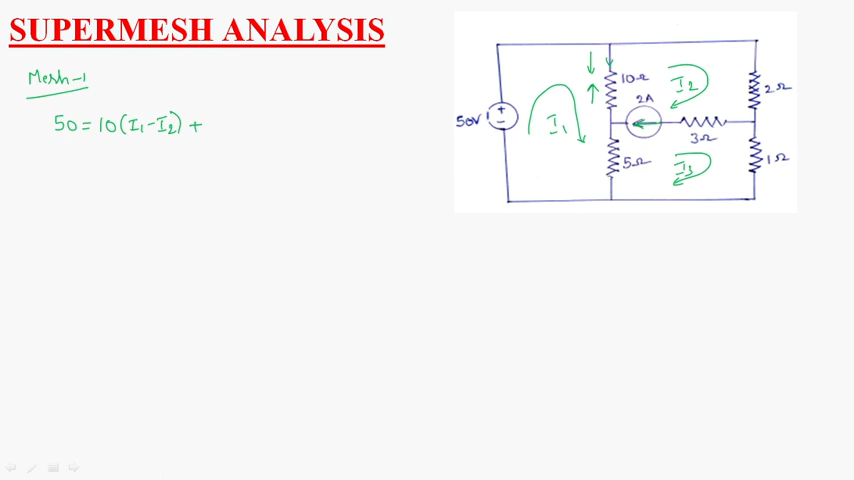 SUPERMESH ANALYSIS
Mesh-1
50 = 10(I₁-I₂) +
50V
+
-
10Ω
2A
I₁
I₂
2Ω
3Ω
5Ω
I₃
1Ω